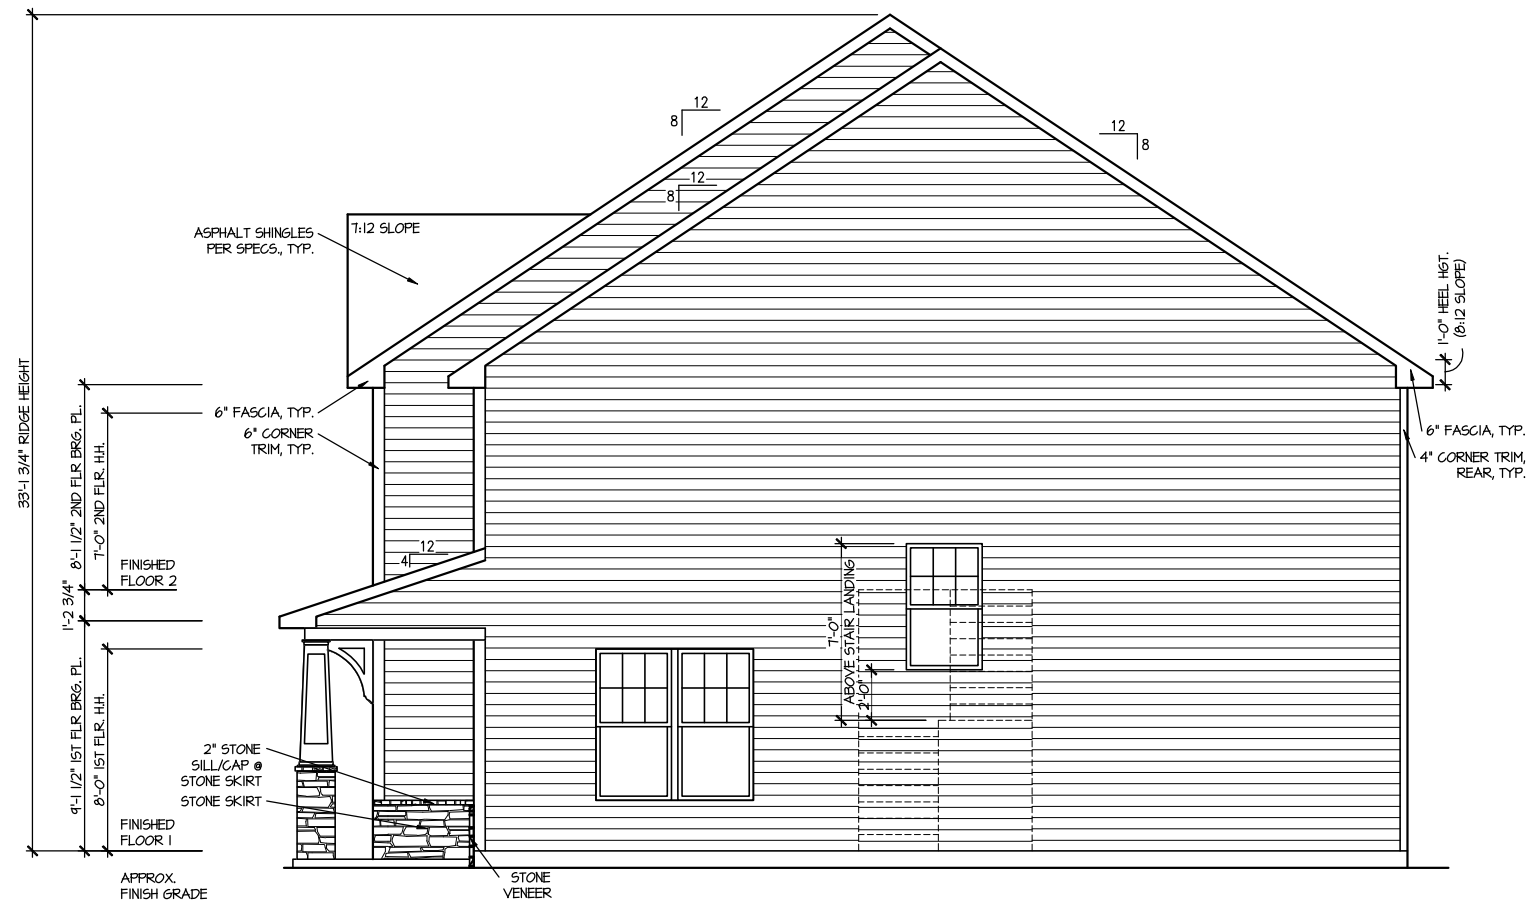 12
8
12
8
12
8
7:12 SLOPE
ASPHALT SHINGLES
PER SPECS., TYP.
1'-0" HEEL HGT.
(8:12 SLOPE)
33'-1 3/4" RIDGE HEIGHT
8'-1 1/2" 2ND FLR BRG. PL.
7'-0" 2ND FLR. H.H.
6" FASCIA, TYP.
6" CORNER
TRIM, TYP.
6" FASCIA, TYP.
4" CORNER TRIM,
REAR, TYP.
12
4
FINISHED
FLOOR 2
1'-2 3/4"
7'-0"
ABOVE STAIR LANDING
2'-0"
9'-1 1/2" 1ST FLR BRG. PL.
8'-0" 1ST FLR. H.H.
2" STONE
SILL/CAP @
STONE SKIRT
STONE SKIRT
FINISHED
FLOOR 1
APPROX.
FINISH GRADE
STONE
VENEER